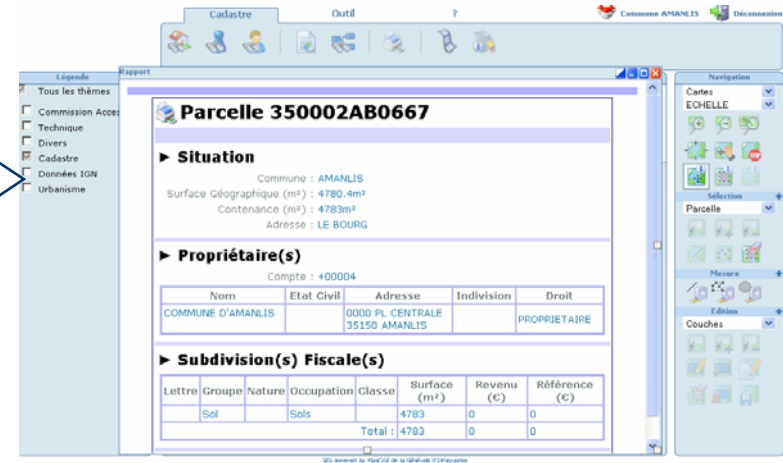 Cadastre Outil ? Commune AMANLIS Déconnexion
Légende
Tous les thèmes
Commission Acces
Technique
Divers
Cadastre
Données IGN
Urbanisme
Rapport
Parcelle 350002AB0667
► Situation
Commune : AMANLIS
Surface Géographique (m²) : 4780.4m²
Contenance (m²) : 4783m²
Adresse : LE BOURG
► Propriétaire(s)
Compte : +00004
Nom Etat Civil Adresse Indivision Droit
COMMUNE D'AMANLIS 0000 PL CENTRALE 35150 AMANLIS PROPRIETAIRE
► Subdivision(s) Fiscale(s)
Lettre Groupe Nature Occupation Classe Surface (m²) Revenu (€) Référence (€)
Sol Sols 4783 0 0
Total : 4783 0 0
Navigation
Cartes
ECHELLE
Sélection
Parcelle
Mesure
Edition
Couches